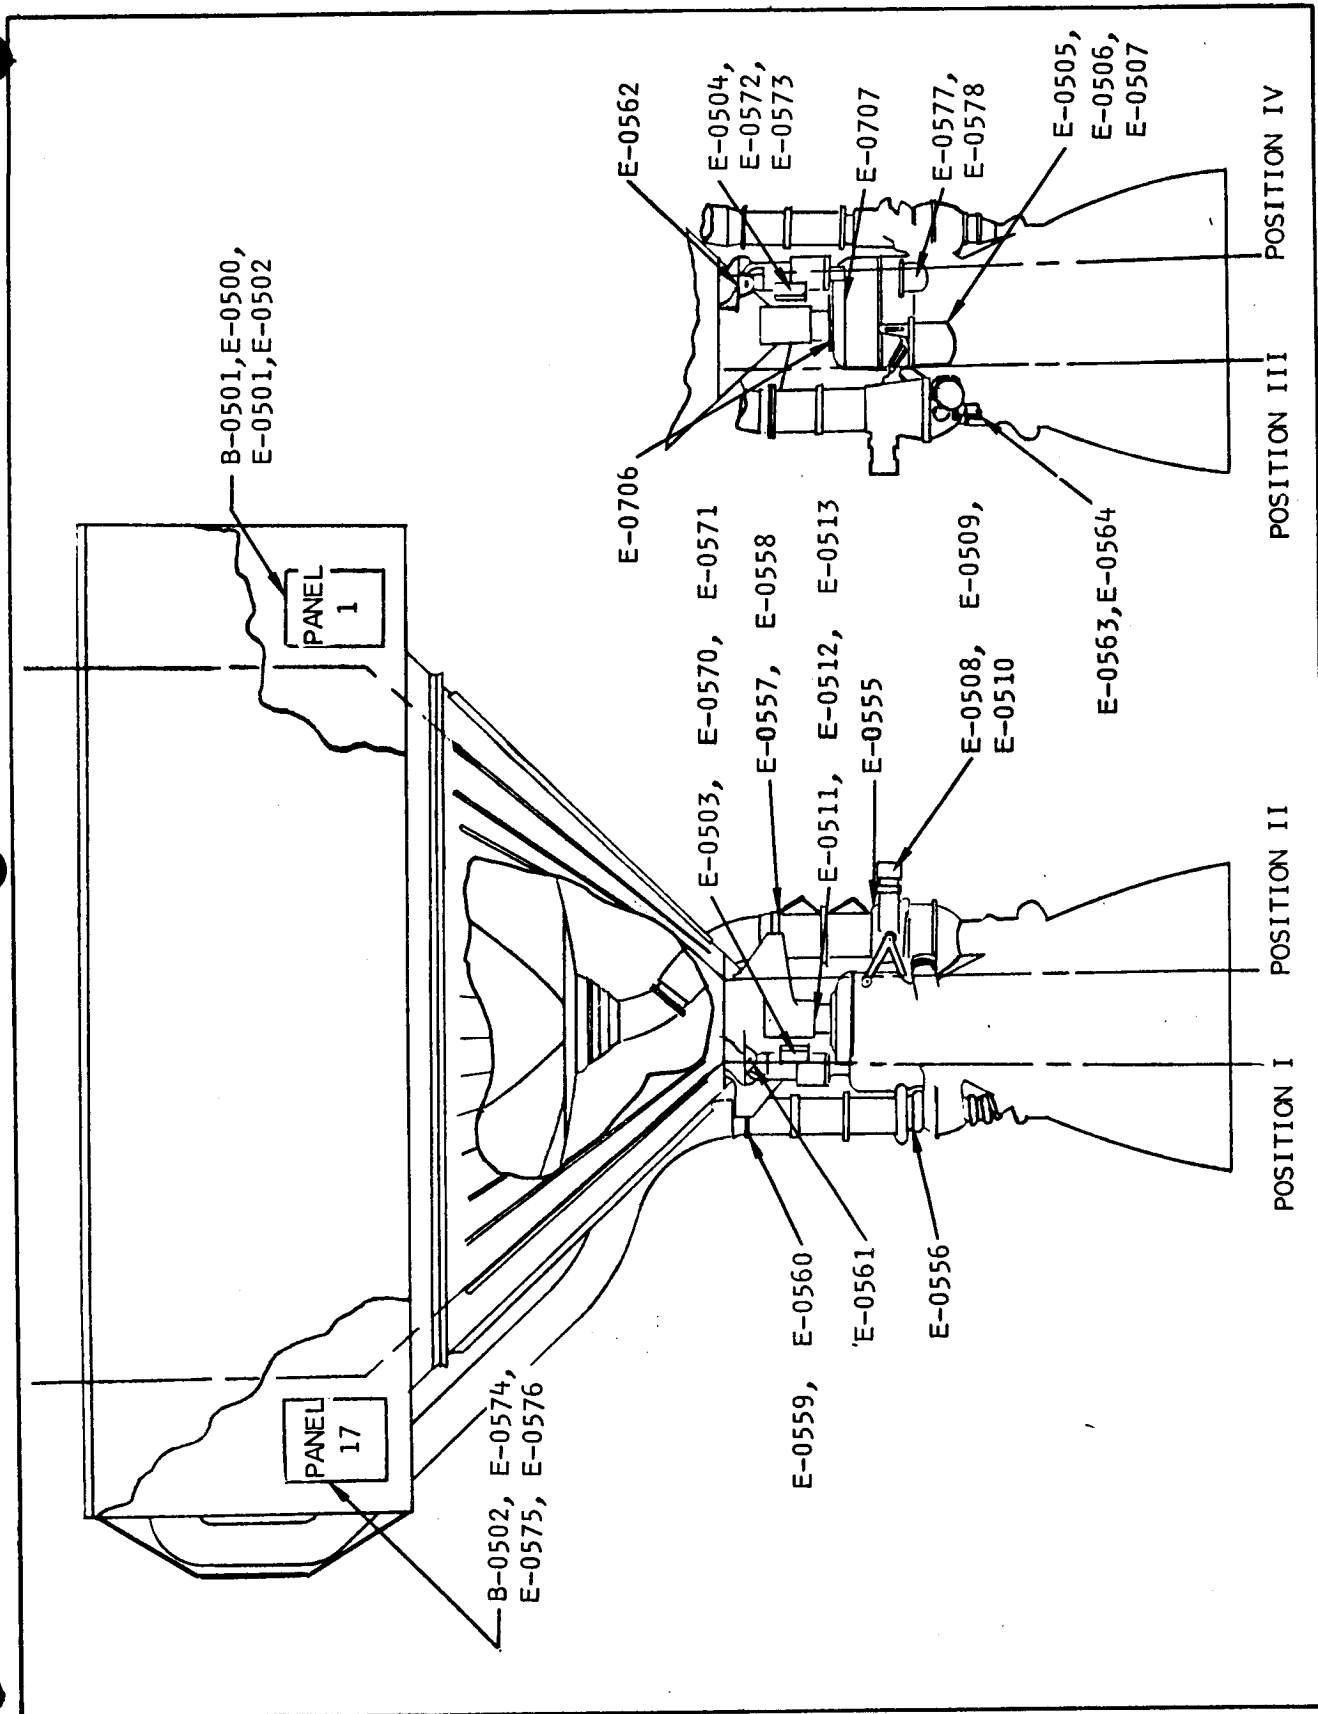 B-0501,E-0500,
E-0501,E-0502
PANEL
1
PANEL
17
B-0502, E-0574,
E-0575, E-0576
E-0503, E-0570, E-0571
E-0557, E-0558
E-0511, E-0512, E-0513
E-0555
E-0508, E-0509,
E-0510
E-0559, E-0560
E-0561
E-0556
POSITION I
POSITION II
E-0562
E-0504,
E-0572,
E-0573
E-0706
E-0707
E-0577,
E-0578
E-0505,
E-0506,
E-0507
E-0563,E-0564
POSITION III
POSITION IV